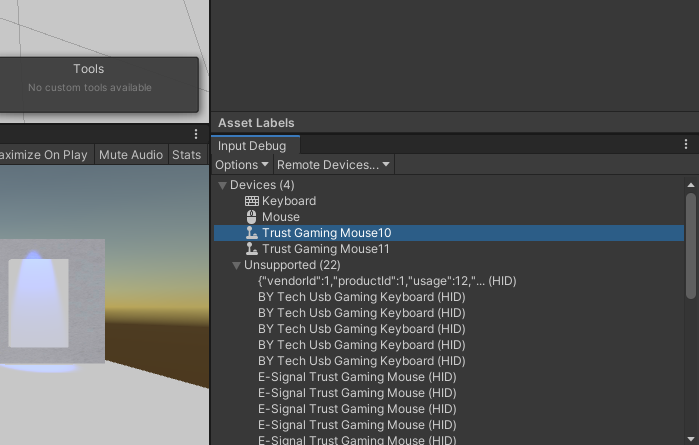 Tools
No custom tools available
aximize On Play Mute Audio Stats
Asset Labels
Input Debug
Options Remote Devices...
Devices (4)
Keyboard
Mouse
Trust Gaming Mouse10
Trust Gaming Mouse11
Unsupported (22)
{"vendorId":1,"productId":1,"usage":12,"... (HID)
BY Tech Usb Gaming Keyboard (HID)
BY Tech Usb Gaming Keyboard (HID)
BY Tech Usb Gaming Keyboard (HID)
BY Tech Usb Gaming Keyboard (HID)
BY Tech Usb Gaming Keyboard (HID)
E-Signal Trust Gaming Mouse (HID)
E-Signal Trust Gaming Mouse (HID)
E-Signal Trust Gaming Mouse (HID)
E-Signal Trust Gaming Mouse (HID)
E-Signal Trust Gaming Mouse (HID)